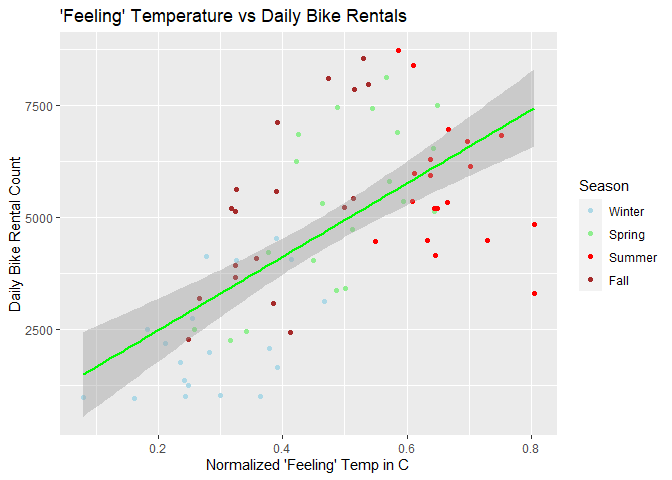 'Feeling' Temperature vs Daily Bike Rentals
Daily Bike Rental Count
7500
5000
2500
0.2 0.4 0.6 0.8
Normalized 'Feeling' Temp in C
Season
Winter
Spring
Summer
Fall